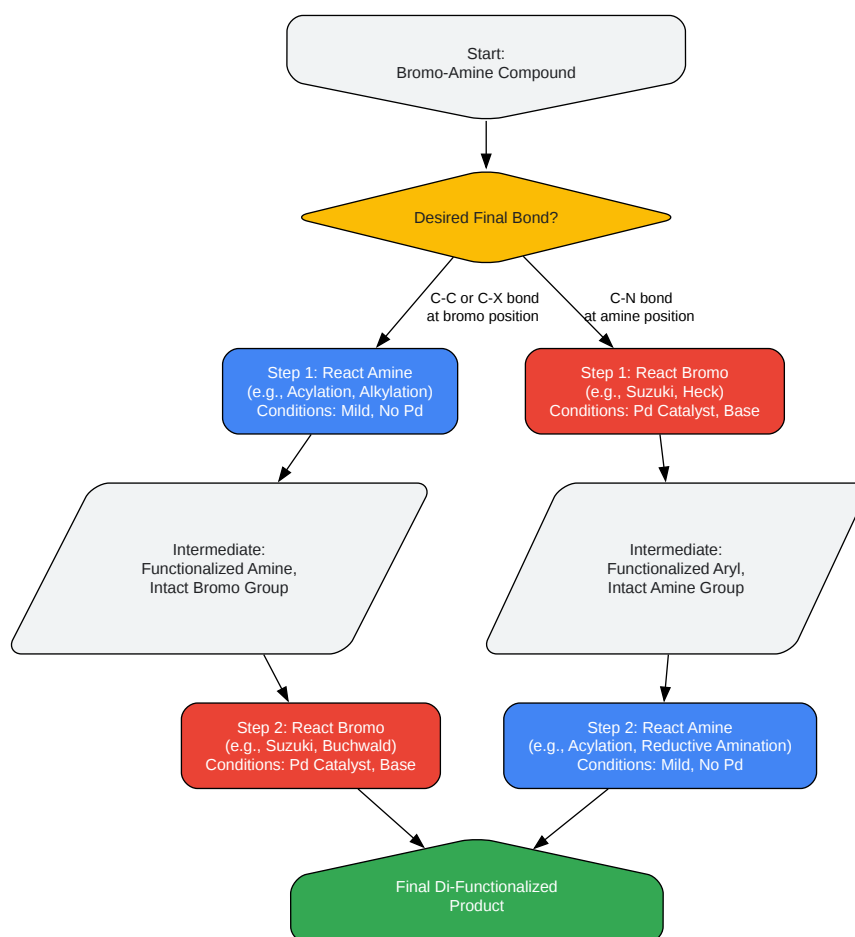 Start:
Bromo-Amine Compound
Desired Final Bond?
C-C or C-X bond
at bromo position
C-N bond
at amine position
Step 1: React Amine
(e.g., Acylation, Alkylation)
Conditions: Mild, No Pd
Step 1: React Bromo
(e.g., Suzuki, Heck)
Conditions: Pd Catalyst, Base
Intermediate:
Functionalized Amine,
Intact Bromo Group
Intermediate:
Functionalized Aryl,
Intact Amine Group
Step 2: React Bromo
(e.g., Suzuki, Buchwald)
Conditions: Pd Catalyst, Base
Step 2: React Amine
(e.g., Acylation, Reductive Amination)
Conditions: Mild, No Pd
Final Di-Functionalized
Product